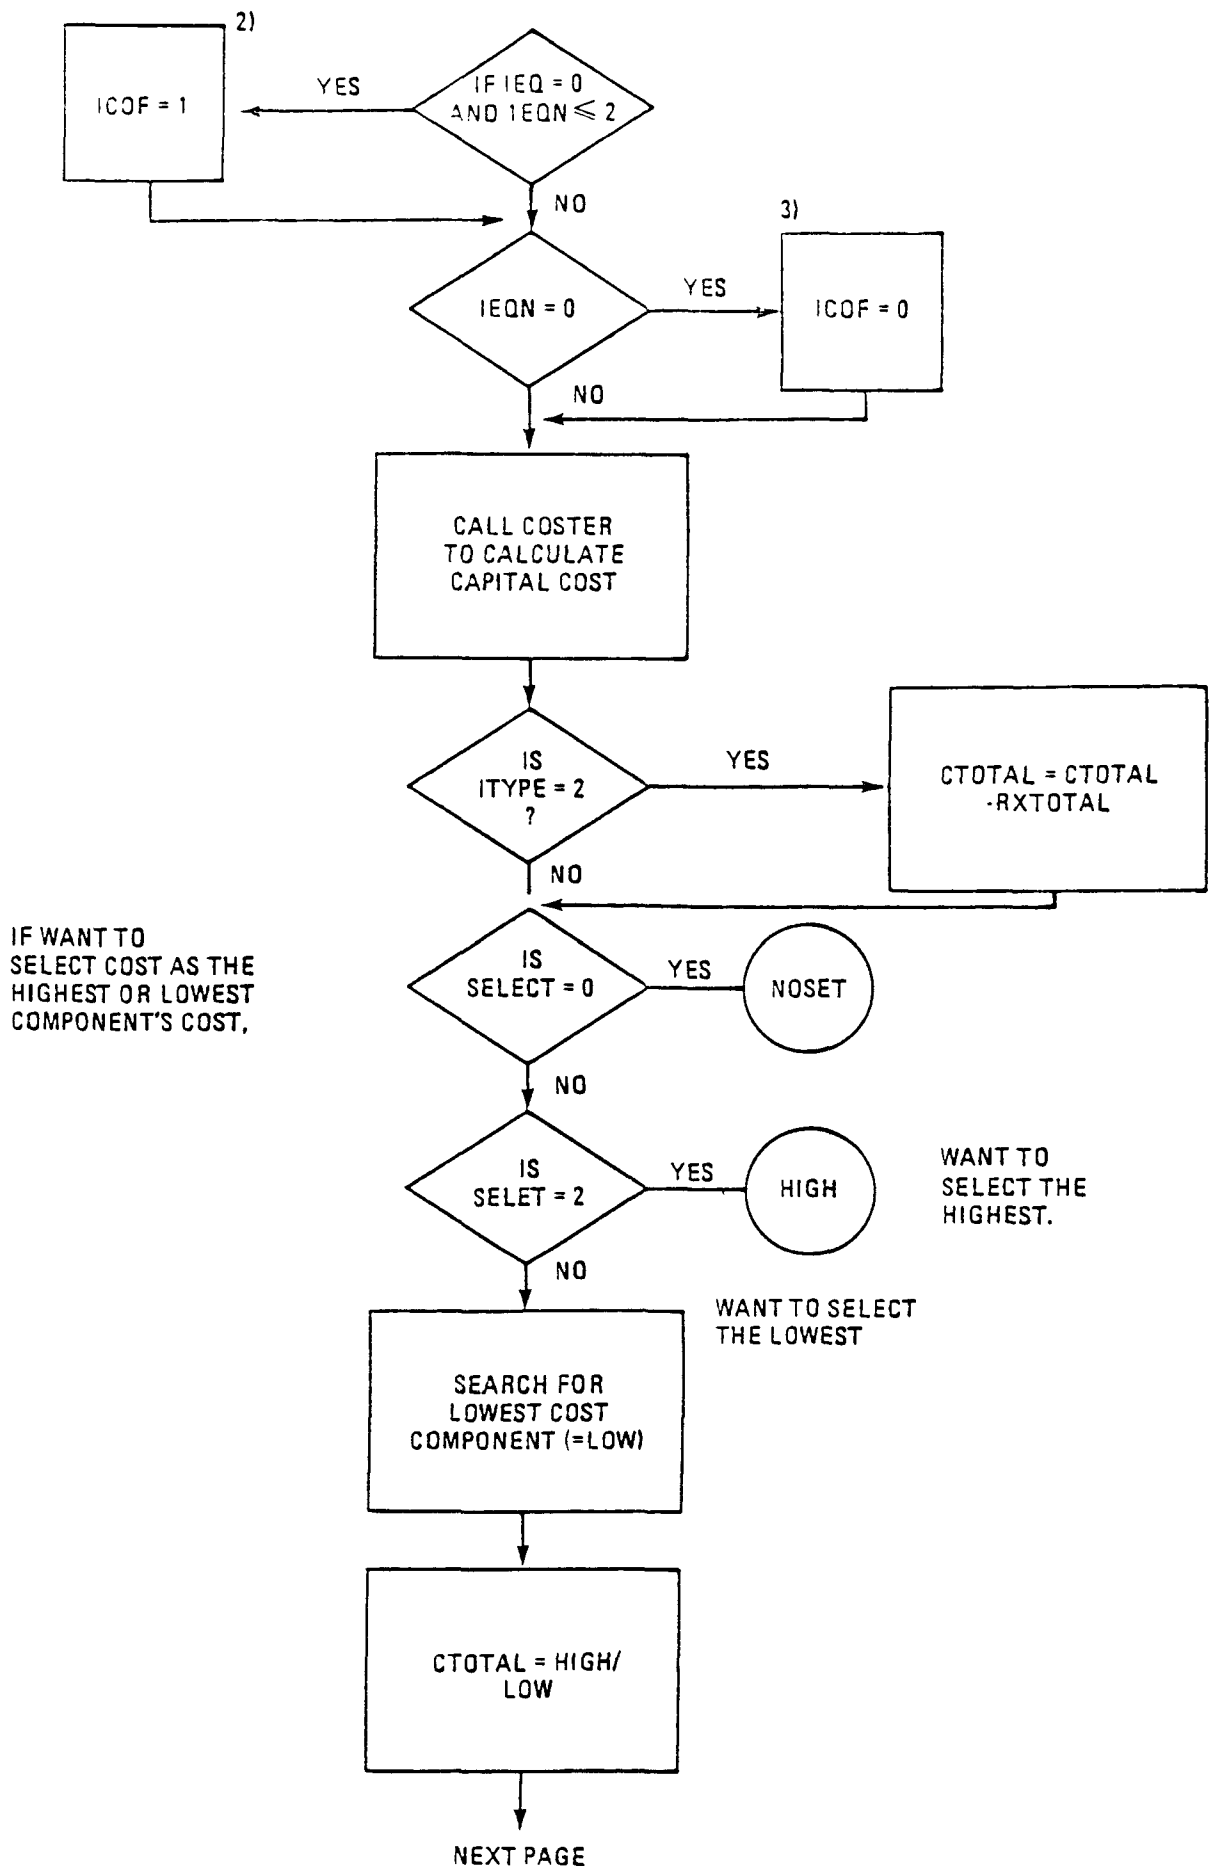 2)
IF IEQ = 0
AND IEQN ≤ 2
YES
ICOF = 1
NO
3)
IEQN = 0
YES
ICOF = 0
NO
CALL COSTER
TO CALCULATE
CAPITAL COST
IS
ITYPE = 2
?
YES
CTOTAL = CTOTAL
-RXTOTAL
NO
IF WANT TO
SELECT COST AS THE
HIGHEST OR LOWEST
COMPONENT'S COST,
IS
SELECT = 0
YES
NOSET
NO
IS
SELET = 2
YES
HIGH
WANT TO
SELECT THE
HIGHEST.
NO
WANT TO SELECT
THE LOWEST
SEARCH FOR
LOWEST COST
COMPONENT (=LOW)
CTOTAL = HIGH/
LOW
NEXT PAGE